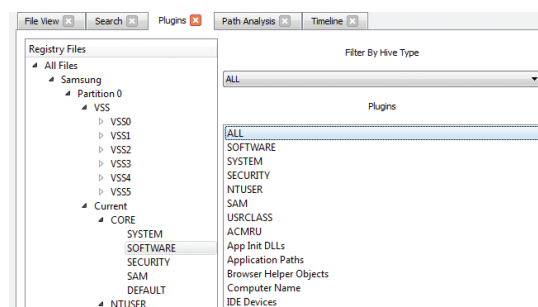 File View Search Plugins Path Analysis Timeline
Registry Files
All Files
Samsung
Partition 0
VSS
VSS0
VSS1
VSS2
VSS3
VSS4
VSS5
Current
CORE
SYSTEM
SOFTWARE
SECURITY
SAM
DEFAULT
NTUSER
Filter By Hive Type
ALL
Plugins
ALL
SOFTWARE
SYSTEM
SECURITY
NTUSER
SAM
USRCLASS
ACMRU
App Init DLLs
Application Paths
Browser Helper Objects
Computer Name
IDE Devices